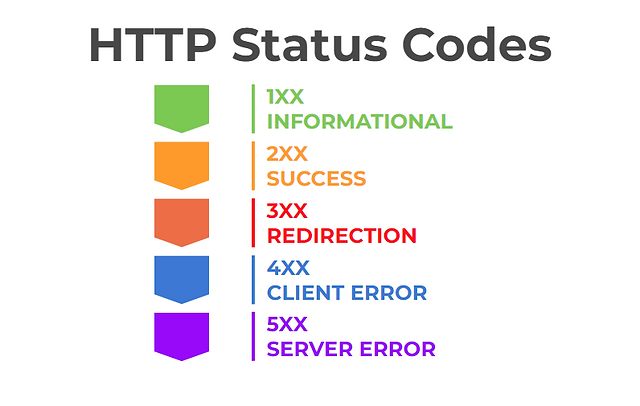 HTTP Status Codes
1XX
INFORMATIONAL
2XX
SUCCESS
3XX
REDIRECTION
4XX
CLIENT ERROR
5XX
SERVER ERROR